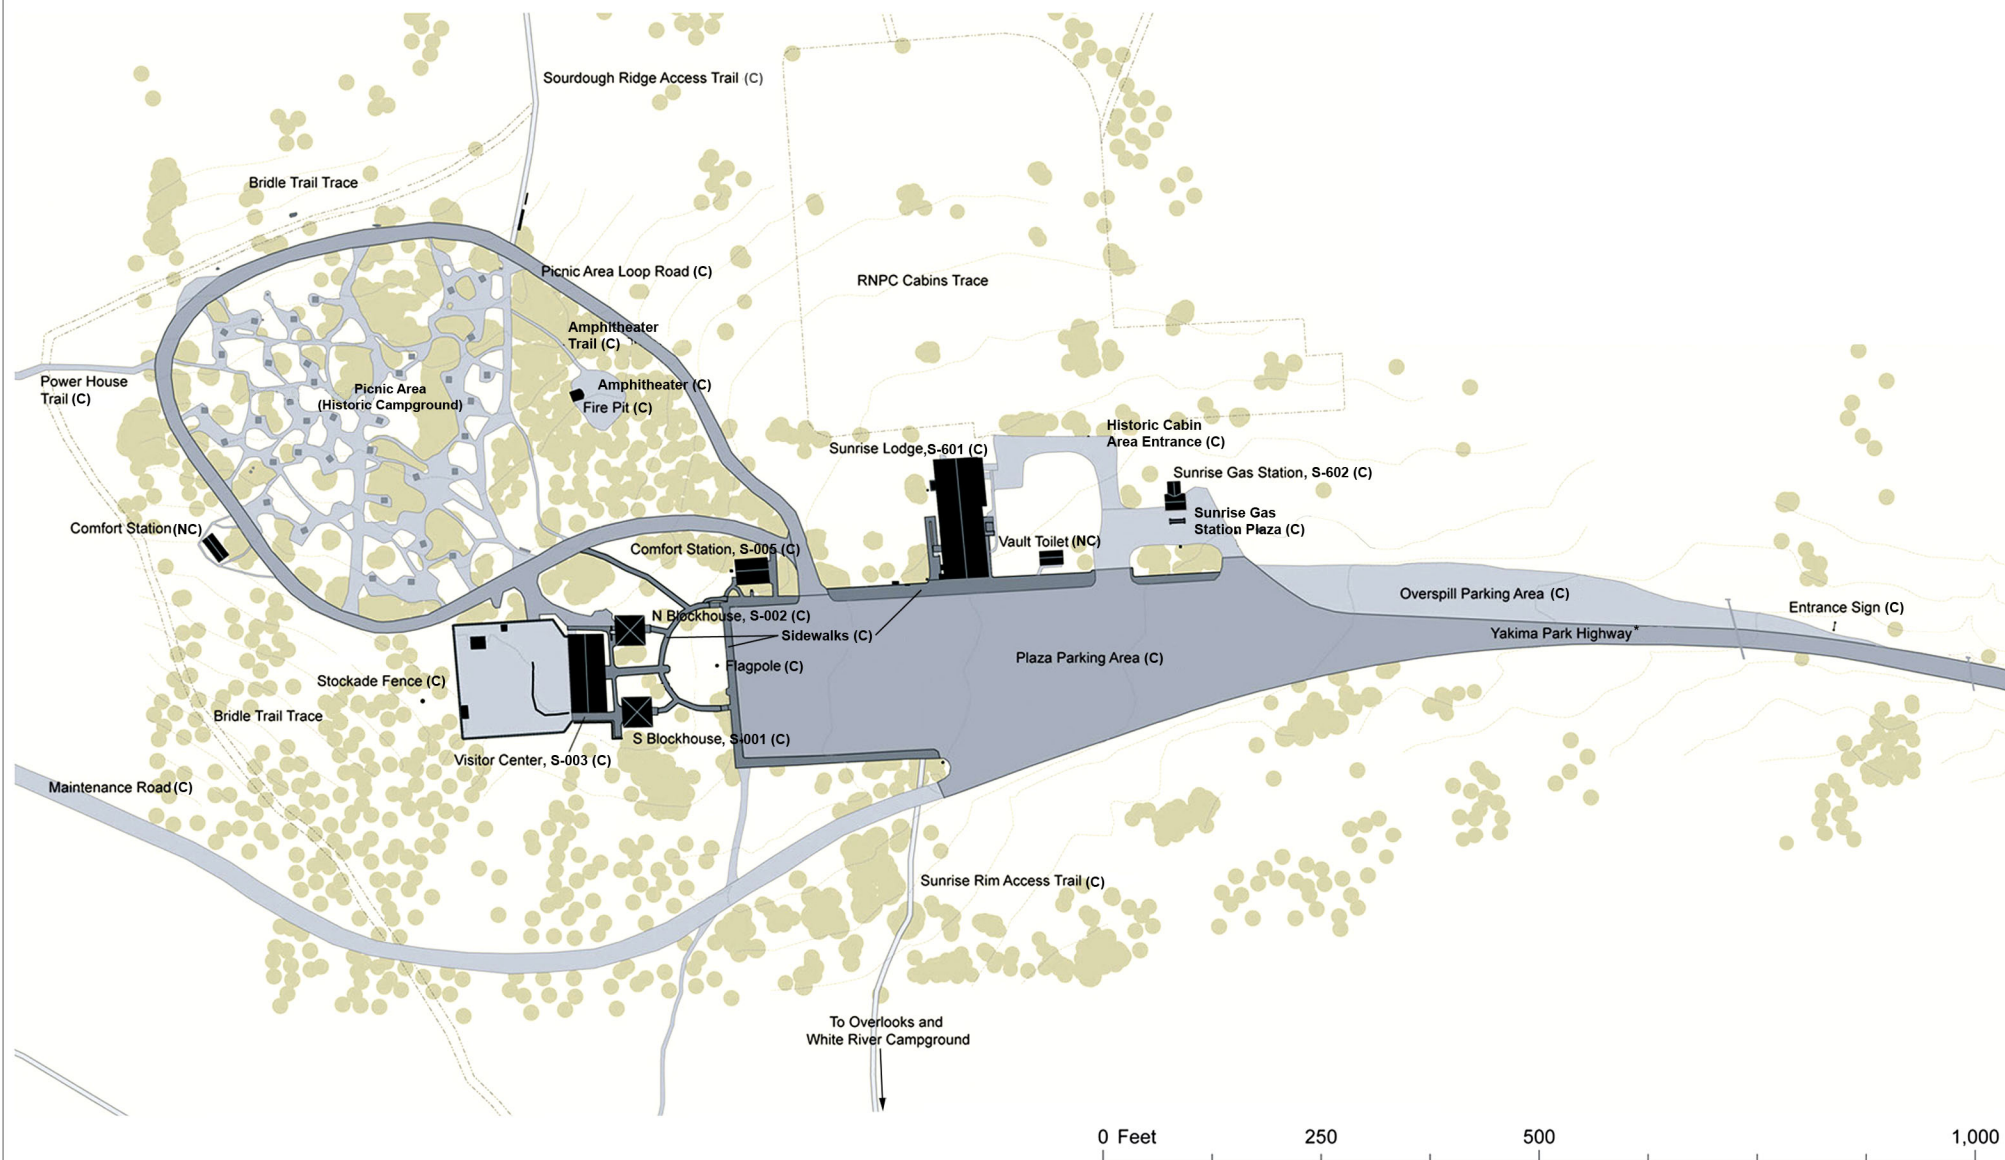 Sourdough Ridge Access Trail (C)
Bridle Trail Trace
Picnic Area Loop Road (C)
RNPC Cabins Trace
Amphitheater
Trail (C)
Power House
Trail (C)
Picnic Area
(Historic Campground)
Amphitheater (C)
Fire Pit (C)
Historic Cabin
Area Entrance (C)
Sunrise Lodge,S-601 (C)
Sunrise Gas Station, S-602 (C)
Sunrise Gas
Station Plaza (C)
Comfort Station(NC)
Vault Toilet (NC)
Comfort Station, S-005 (C)
Overspill Parking Area (C)
Entrance Sign (C)
N Blockhouse, S-002 (C)
Sidewalks (C)
Yakima Park Highway*
Flagpole (C)
Plaza Parking Area (C)
Stockade Fence (C)
Bridle Trail Trace
S Blockhouse, S-001 (C)
Visitor Center, S-003 (C)
Maintenance Road (C)
Sunrise Rim Access Trail (C)
To Overlooks and
White River Campground
0 Feet 250 500 1,000